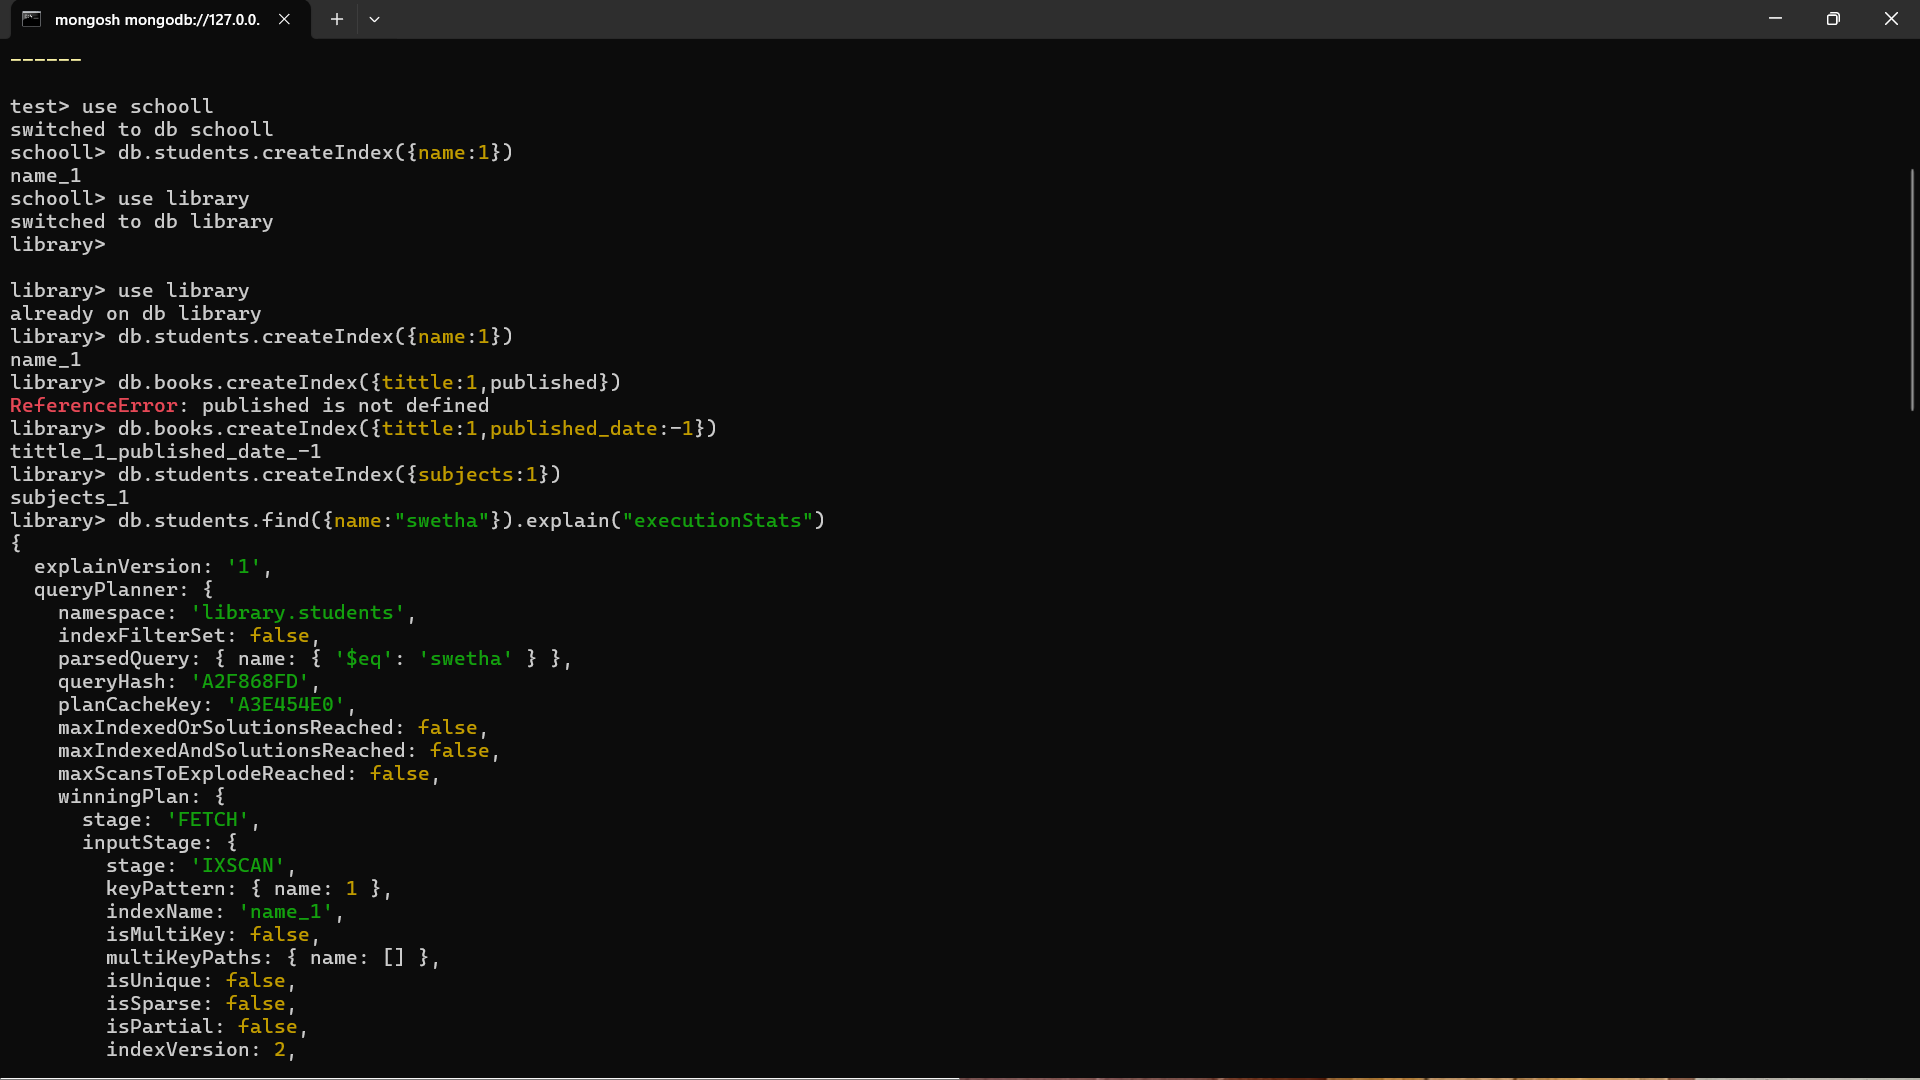 mongosh mongodb://127.0.0.
------
test> use schooll
switched to db schooll
schooll> db.students.createIndex({name:1})
name_1
schooll> use library
switched to db library
library>
library> use library
already on db library
library> db.students.createIndex({name:1})
name_1
library> db.books.createIndex({tittle:1,published})
ReferenceError: published is not defined
library> db.books.createIndex({tittle:1,published_date:-1})
tittle_1_published_date_-1
library> db.students.createIndex({subjects:1})
subjects_1
library> db.students.find({name:"swetha"}).explain("executionStats")
{
  explainVersion: '1',
  queryPlanner: {
    namespace: 'library.students',
    indexFilterSet: false,
    parsedQuery: { name: { '$eq': 'swetha' } },
    queryHash: 'A2F868FD',
    planCacheKey: 'A3E454E0',
    maxIndexedOrSolutionsReached: false,
    maxIndexedAndSolutionsReached: false,
    maxScansToExplodeReached: false,
    winningPlan: {
      stage: 'FETCH',
      inputStage: {
        stage: 'IXSCAN',
        keyPattern: { name: 1 },
        indexName: 'name_1',
        isMultiKey: false,
        multiKeyPaths: { name: [] },
        isUnique: false,
        isSparse: false,
        isPartial: false,
        indexVersion: 2,